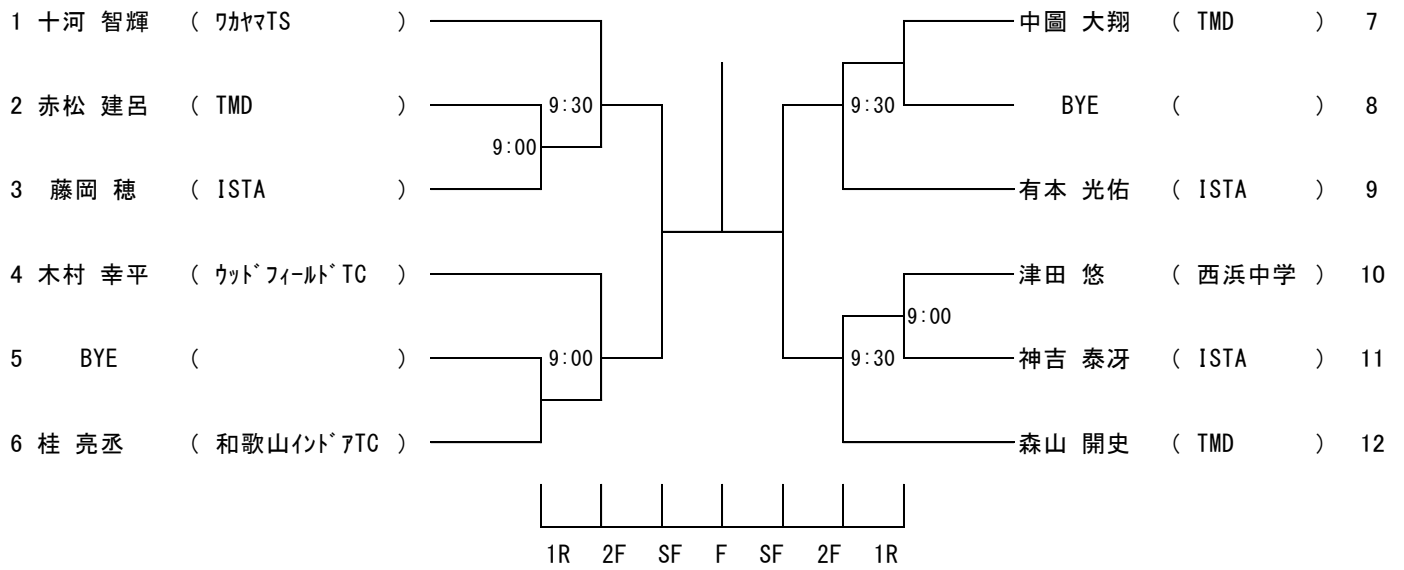 1 十河 智輝 ( ﾜｶﾔﾏTS ) 中圖 大翔 ( TMD ) 7
2 赤松 建呂 ( TMD ) 9:30 9:30 BYE ( ) 8
9:00
3 藤岡 穂 ( ISTA ) 有本 光佑 ( ISTA ) 9
4 木村 幸平 ( ｳｯﾄﾞﾌｨｰﾙﾄﾞTC ) 津田 悠 ( 西浜中学 ) 10
9:00
5 BYE ( ) 9:00 9:30 神吉 泰冴 ( ISTA ) 11
6 桂 亮丞 ( 和歌山ｲﾝﾄﾞｱTC ) 森山 開史 ( TMD ) 12
1R 2F SF F SF 2F 1R